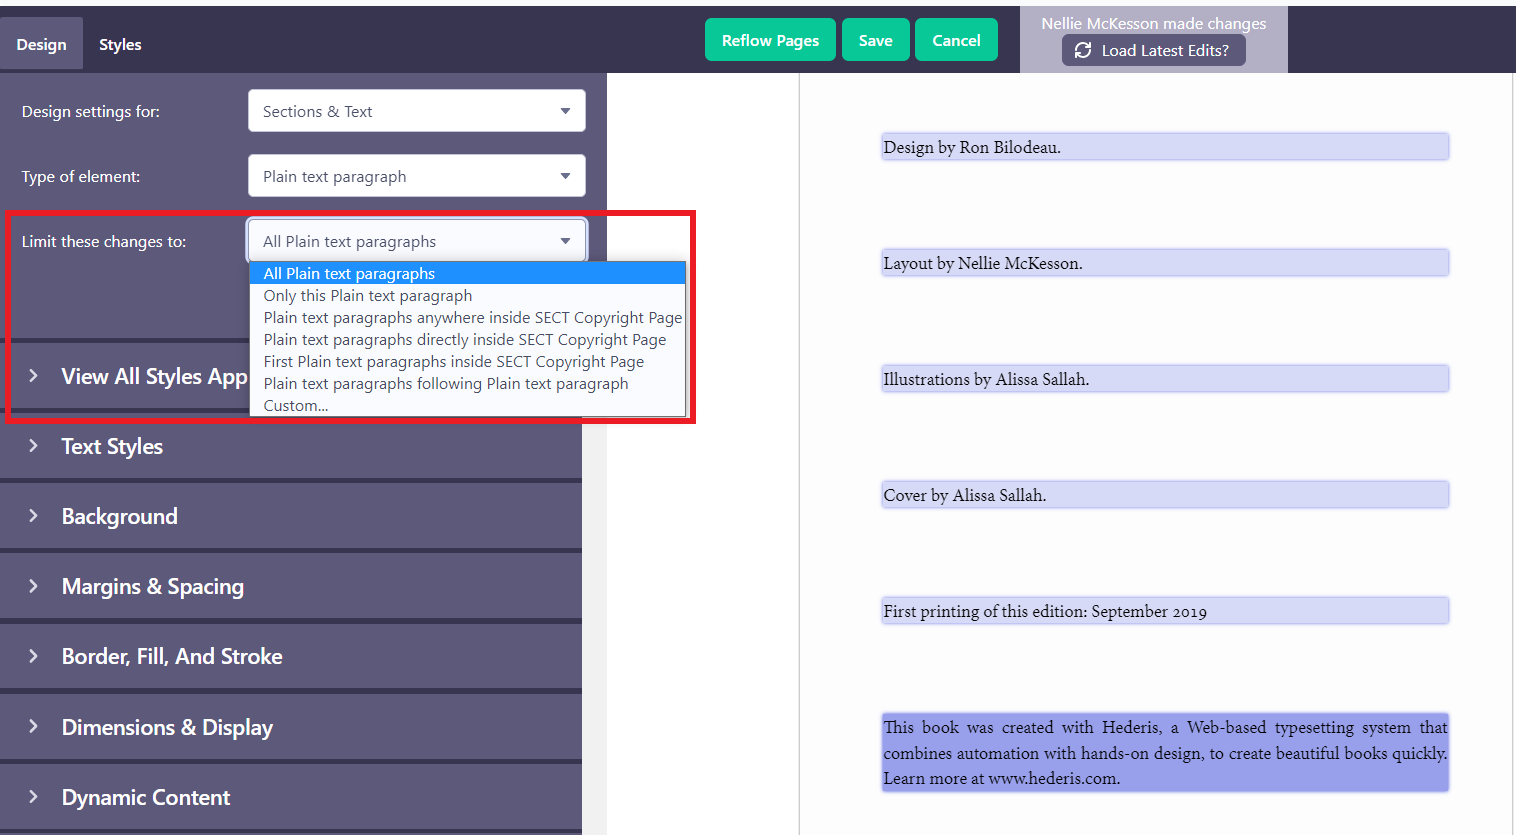 Design
Styles
Reflow Pages
Save
Cancel
Nellie McKesson made changes
Load Latest Edits?
Design settings for:
Sections & Text
Type of element:
Plain text paragraph
Limit these changes to:
All Plain text paragraphs
All Plain text paragraphs
Only this Plain text paragraph
Plain text paragraphs anywhere inside SECT Copyright Page
Plain text paragraphs directly inside SECT Copyright Page
First Plain text paragraphs inside SECT Copyright Page
Plain text paragraphs following Plain text paragraph
Custom...
View All Styles App
Text Styles
Background
Margins & Spacing
Border, Fill, And Stroke
Dimensions & Display
Dynamic Content
Design by Ron Bilodeau.
Layout by Nellie McKesson.
Illustrations by Alissa Sallah.
Cover by Alissa Sallah.
First printing of this edition: September 2019
This book was created with Hederis, a Web-based typesetting system that
combines automation with hands-on design, to create beautiful books quickly.
Learn more at www.hederis.com.